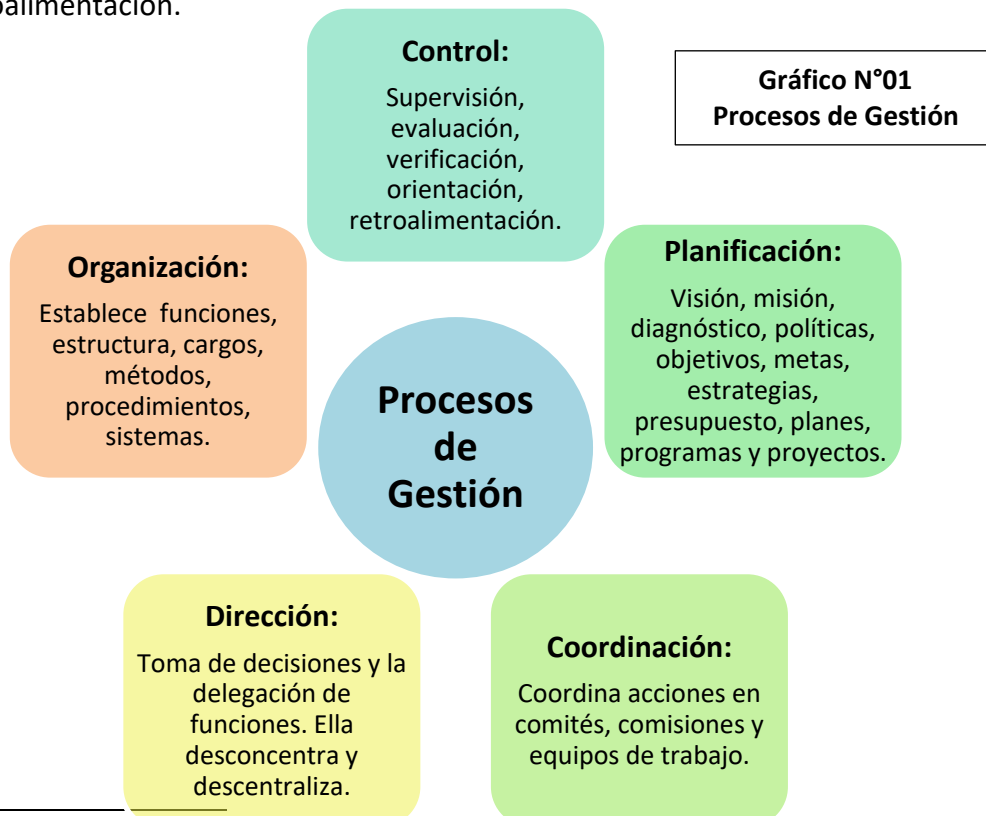 oalimentación.
Control:
Supervisión,
evaluación,
verificación,
orientación,
retroalimentación.
Gráfico N°01
Procesos de Gestión
Organización:
Establece funciones,
estructura, cargos,
métodos,
procedimientos,
sistemas.
Planificación:
Visión, misión,
diagnóstico, políticas,
objetivos, metas,
estrategias,
presupuesto, planes,
programas y proyectos.
Procesos
de
Gestión
Dirección:
Toma de decisiones y la
delegación de
funciones. Ella
desconcentra y
descentraliza.
Coordinación:
Coordina acciones en
comités, comisiones y
equipos de trabajo.